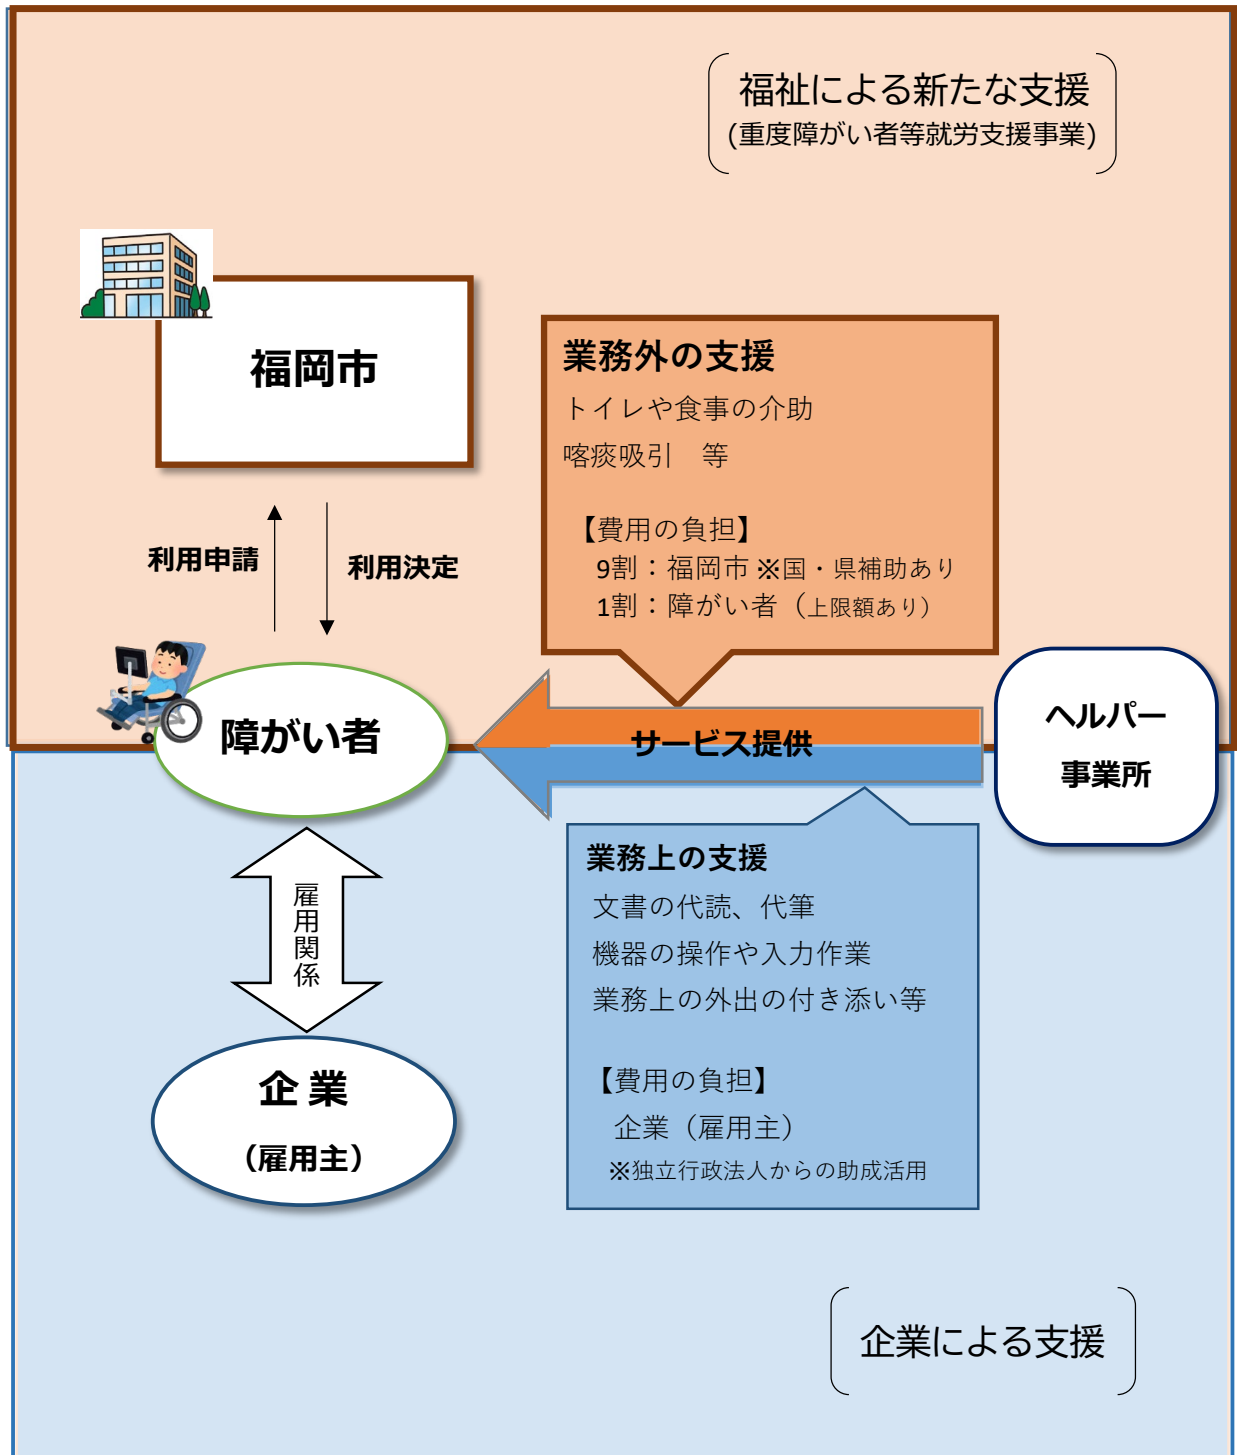 福祉による新たな支援
(重度障がい者等就労支援事業)
福岡市
業務外の支援
トイレや食事の介助
喀痰吸引　等
【費用の負担】
9割：福岡市 ※国・県補助あり
1割：障がい者（上限額あり）
利用申請
利用決定
障がい者
サービス提供
ヘルパー
事業所
業務上の支援
文書の代読、代筆
機器の操作や入力作業
業務上の外出の付き添い等
【費用の負担】
企業（雇用主）
※独立行政法人からの助成活用
雇用関係
企 業
（雇用主）
企業による支援